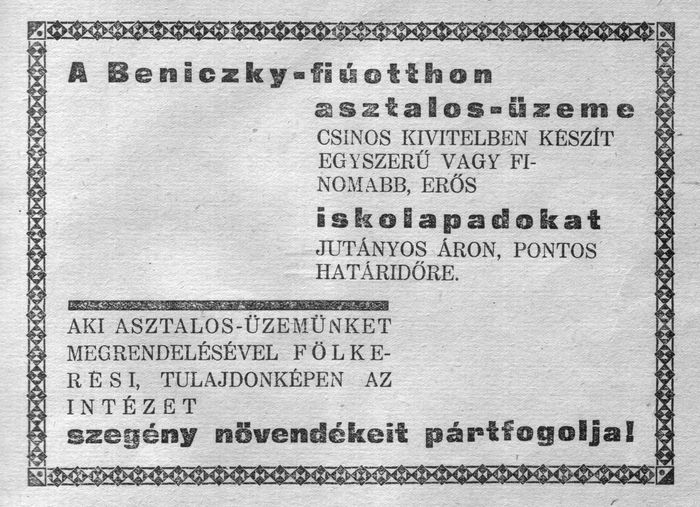 A Beniczky-fiúotthon
asztalos-üzeme
CSINOS KIVITELBEN KÉSZÍT
EGYSZERŰ VAGY FI-
NOMABB, ERŐS
iskolapadokat
JUTÁNYOS ÁRON, PONTOS
HATÁRIDŐRE.
AKI ASZTALOS-ÜZEMÜNKET
MEGRENDELÉSÉVEL FÖLKE-
RESI, TULAJDONKÉPEN AZ
INTÉZET
szegény növendékeit pártfogolja!